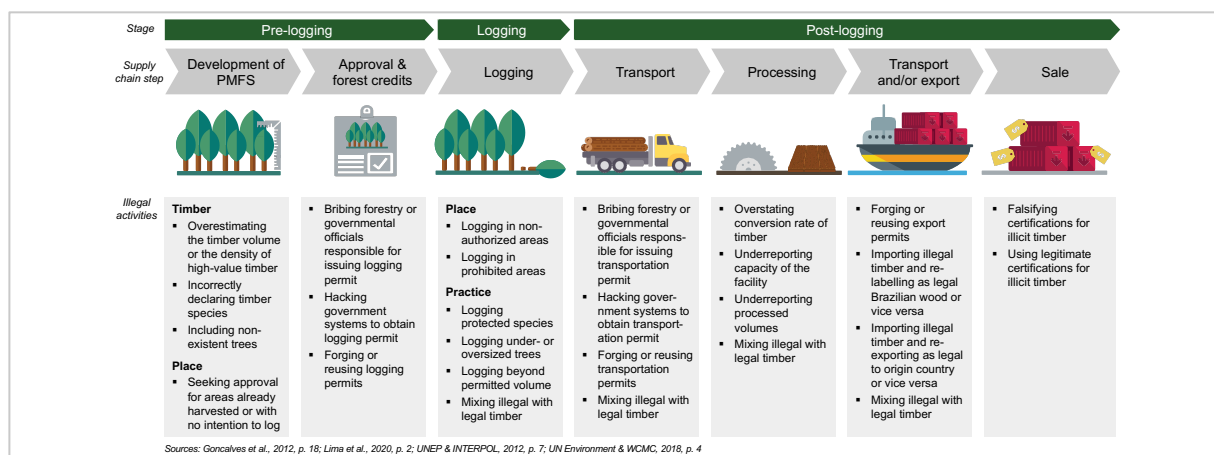 Stage
Pre-logging
Logging
Post-logging
Supply
chain step
Development of
PMFS
Approval &
forest credits
Logging
Transport
Processing
Transport
and/or export
Sale
Illegal
activities
Timber
▪ Overestimating
the timber volume
or the density of
high-value timber
▪ Incorrectly
declaring timber
species
▪ Including non-
existent trees
Place
▪ Seeking approval
for areas already
harvested or with
no intention to log
▪ Bribing forestry or
governmental
officials
responsible for
issuing logging
permit
▪ Hacking
government
systems to obtain
logging permit
▪ Forging or
reusing logging
permits
Place
▪ Logging in non-
authorized areas
▪ Logging in
prohibited areas
Practice
▪ Logging
protected species
▪ Logging under- or
oversized trees
▪ Logging beyond
permitted volume
▪ Mixing illegal with
legal timber
▪ Bribing forestry or
governmental
officials respons-
ible for issuing
transportation
permit
▪ Hacking gover-
nment systems to
obtain transport-
ation permit
▪ Forging or reusing
transportation
permits
▪ Mixing illegal with
legal timber
▪ Overstating
conversion rate of
timber
▪ Underreporting
capacity of the
facility
▪ Underreporting
processed
volumes
▪ Mixing illegal with
legal timber
▪ Forging or
reusing export
permits
▪ Importing illegal
timber and re-
labelling as legal
Brazilian wood or
vice versa
▪ Importing illegal
timber and re-
exporting as legal
to origin country
or vice versa
▪ Mixing illegal with
legal timber
▪ Falsifying
certifications for
illicit timber
▪ Using legitimate
certifications for
illicit timber
Sources: Goncalves et al., 2012, p. 18; Lima et al., 2020, p. 2; UNEP & INTERPOL, 2012, p. 7; UN Environment & WCMC, 2018, p. 4